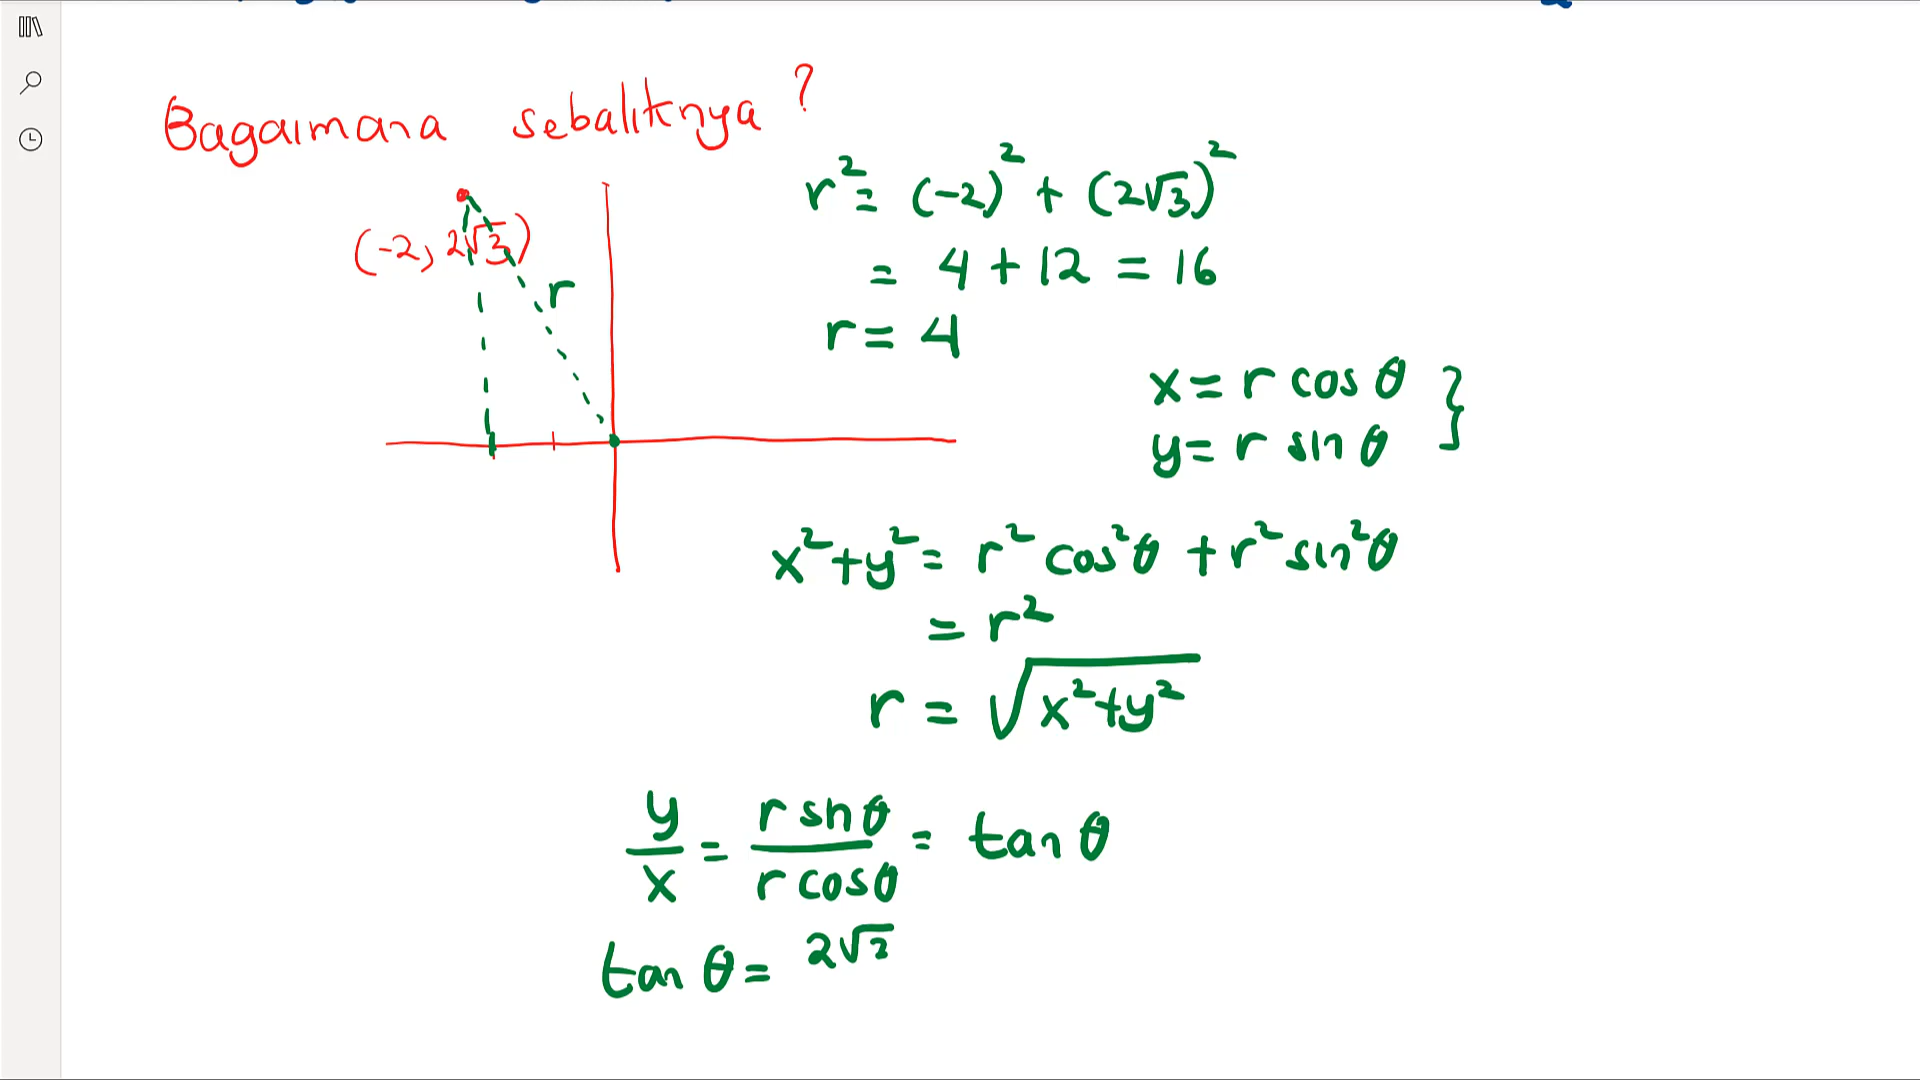 Bagaimana sebaliknya ?
(-2, 2√3)
r
r² = (-2)² + (2√3)²
= 4 + 12 = 16
r = 4
x = r cos θ }
y = r sin θ
x² + y² = r² cos²θ + r² sin²θ
= r²
r = √x²+y²
y/x = r sin θ / r cos θ = tan θ
tan θ = 2√3